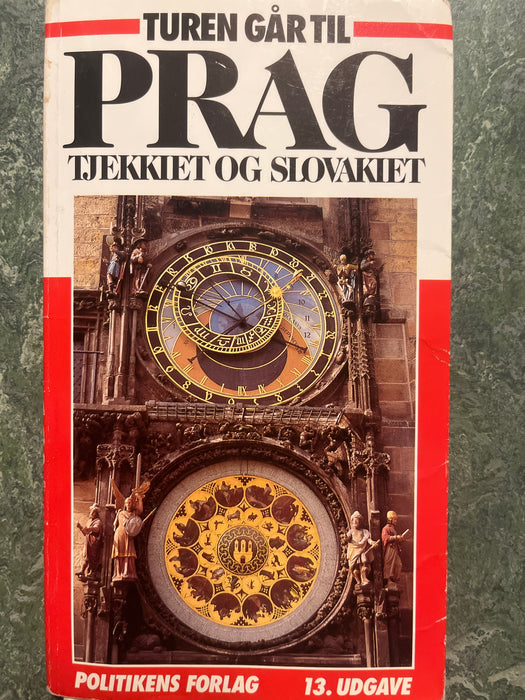 TUREN GÅR TIL
PRAG
TJEKKIET OG SLOVAKIET
POLITIKENS FORLAG 13. UDGAVE